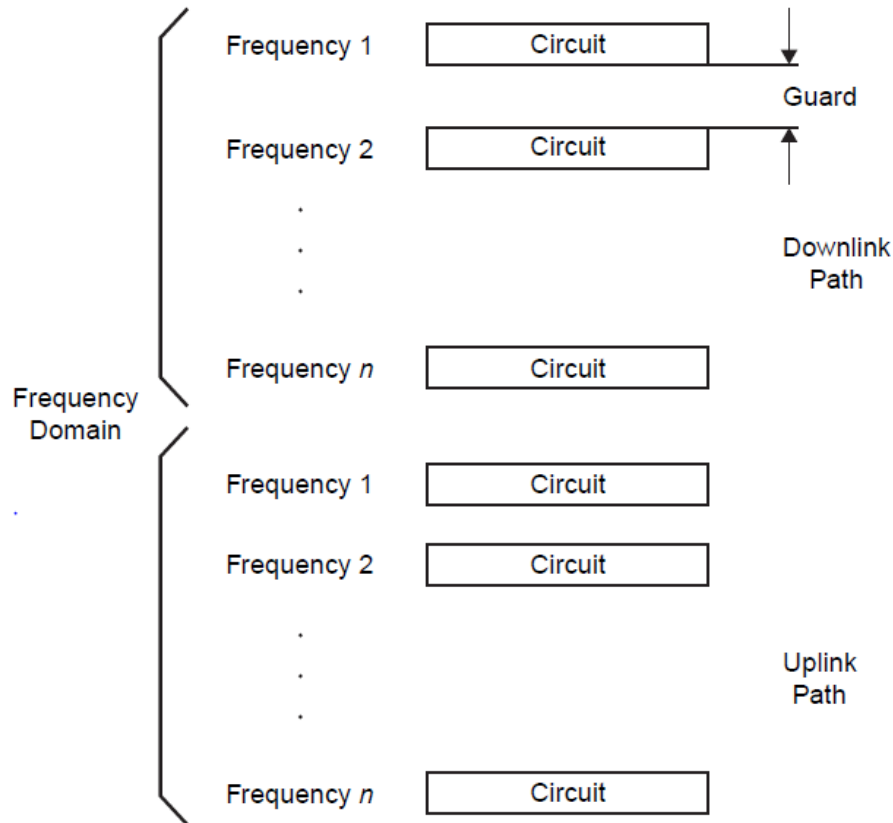 Frequency 1
Circuit
Guard
Frequency 2
Circuit
Downlink
Path
Frequency n
Circuit
Frequency
Domain
Frequency 1
Circuit
Frequency 2
Circuit
Uplink
Path
Frequency n
Circuit